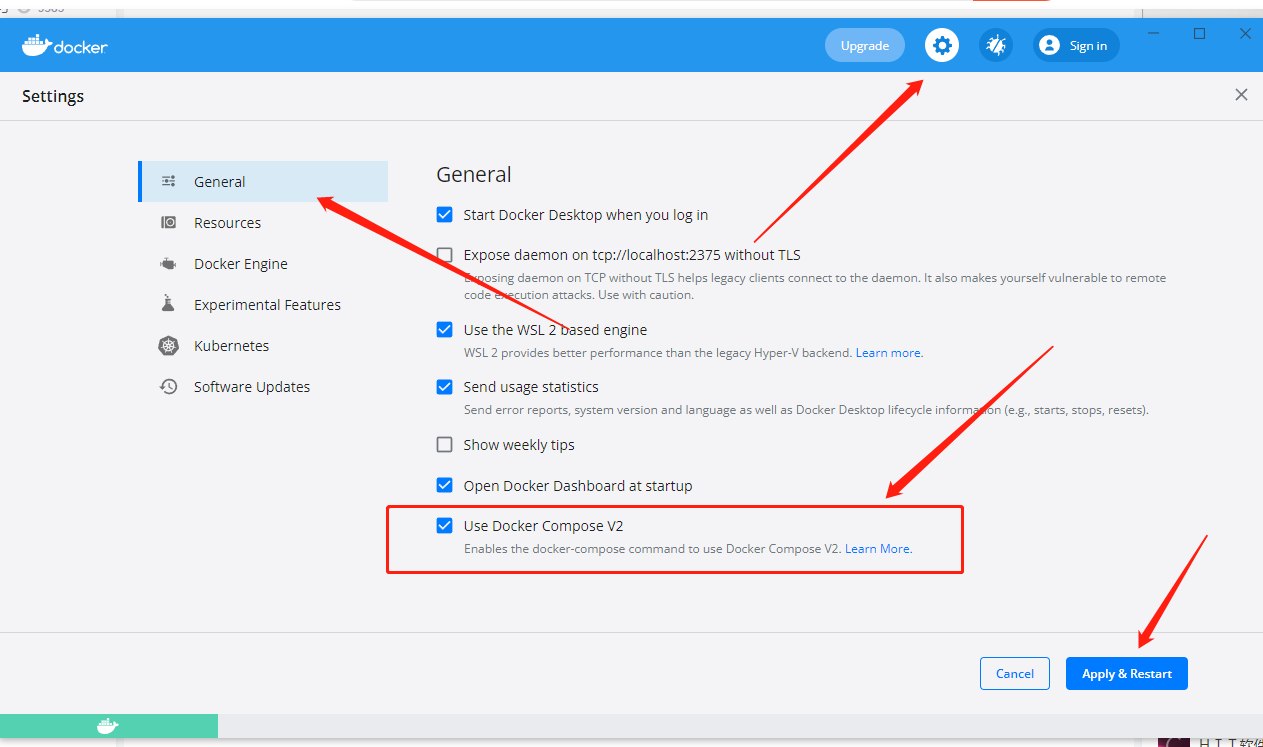 docker
Upgrade
Sign in
Settings
General
Resources
Docker Engine
Experimental Features
Kubernetes
Software Updates
General
Start Docker Desktop when you log in
Expose daemon on tcp://localhost:2375 without TLS
Exposing daemon on TCP without TLS helps legacy clients connect to the daemon. It also makes yourself vulnerable to remote
code execution attacks. Use with caution.
Use the WSL 2 based engine
WSL 2 provides better performance than the legacy Hyper-V backend. Learn more.
Send usage statistics
Send error reports, system version and language as well as Docker Desktop lifecycle information (e.g., starts, stops, resets).
Show weekly tips
Open Docker Dashboard at startup
Use Docker Compose V2
Enables the docker-compose command to use Docker Compose V2. Learn More.
Cancel
Apply & Restart